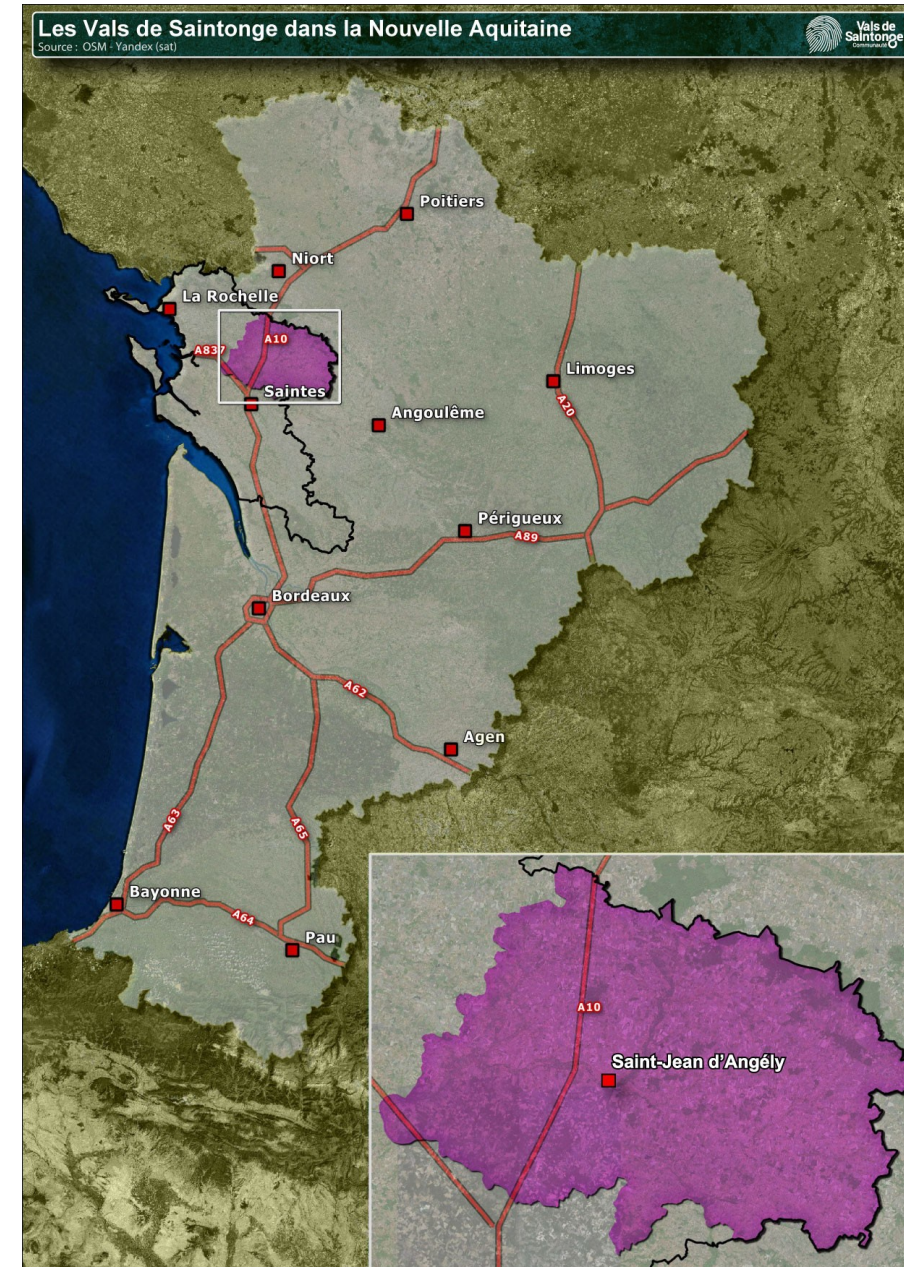 Les Vals de Saintonge dans la Nouvelle Aquitaine
Source : OSM - Yandex (sat)
Vals de
Saintonge
Communauté
Poitiers
Niort
La Rochelle
A10
A837
Limoges
Saintes
A20
Angoulême
Périgueux
A89
Bordeaux
A62
Agen
A63
A65
Bayonne
A64
Pau
A10
Saint-Jean d'Angély